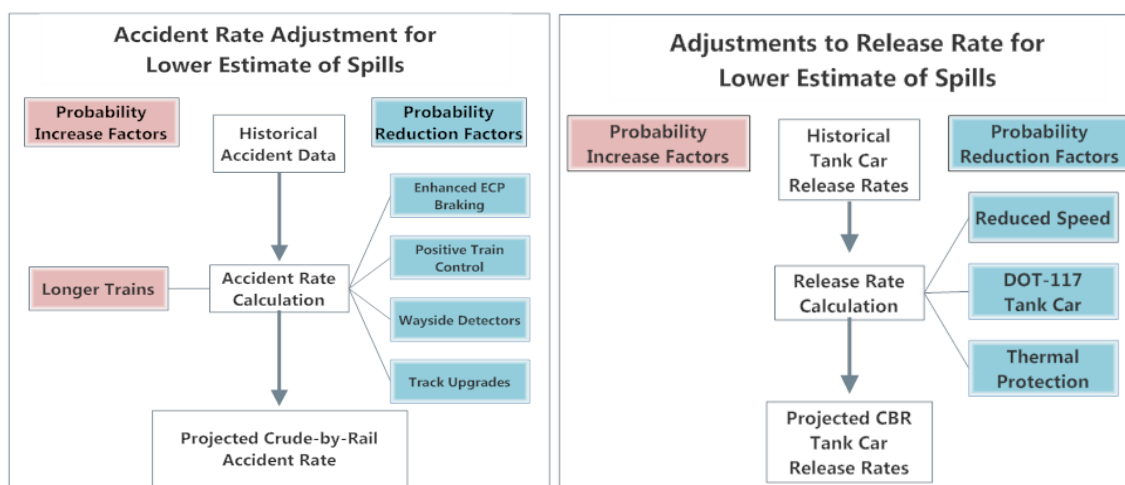 Accident Rate Adjustment for
Lower Estimate of Spills
Probability
Increase Factors
Historical
Accident Data
Probability
Reduction Factors
Enhanced ECP
Braking
Positive Train
Control
Longer Trains
Accident Rate
Calculation
Wayside Detectors
Track Upgrades
Projected Crude-by-Rail
Accident Rate
Adjustments to Release Rate for
Lower Estimate of Spills
Probability
Increase Factors
Historical
Tank Car
Release Rates
Probability
Reduction Factors
Reduced Speed
Release Rate
Calculation
DOT-117
Tank Car
Thermal
Protection
Projected CBR
Tank Car
Release Rates